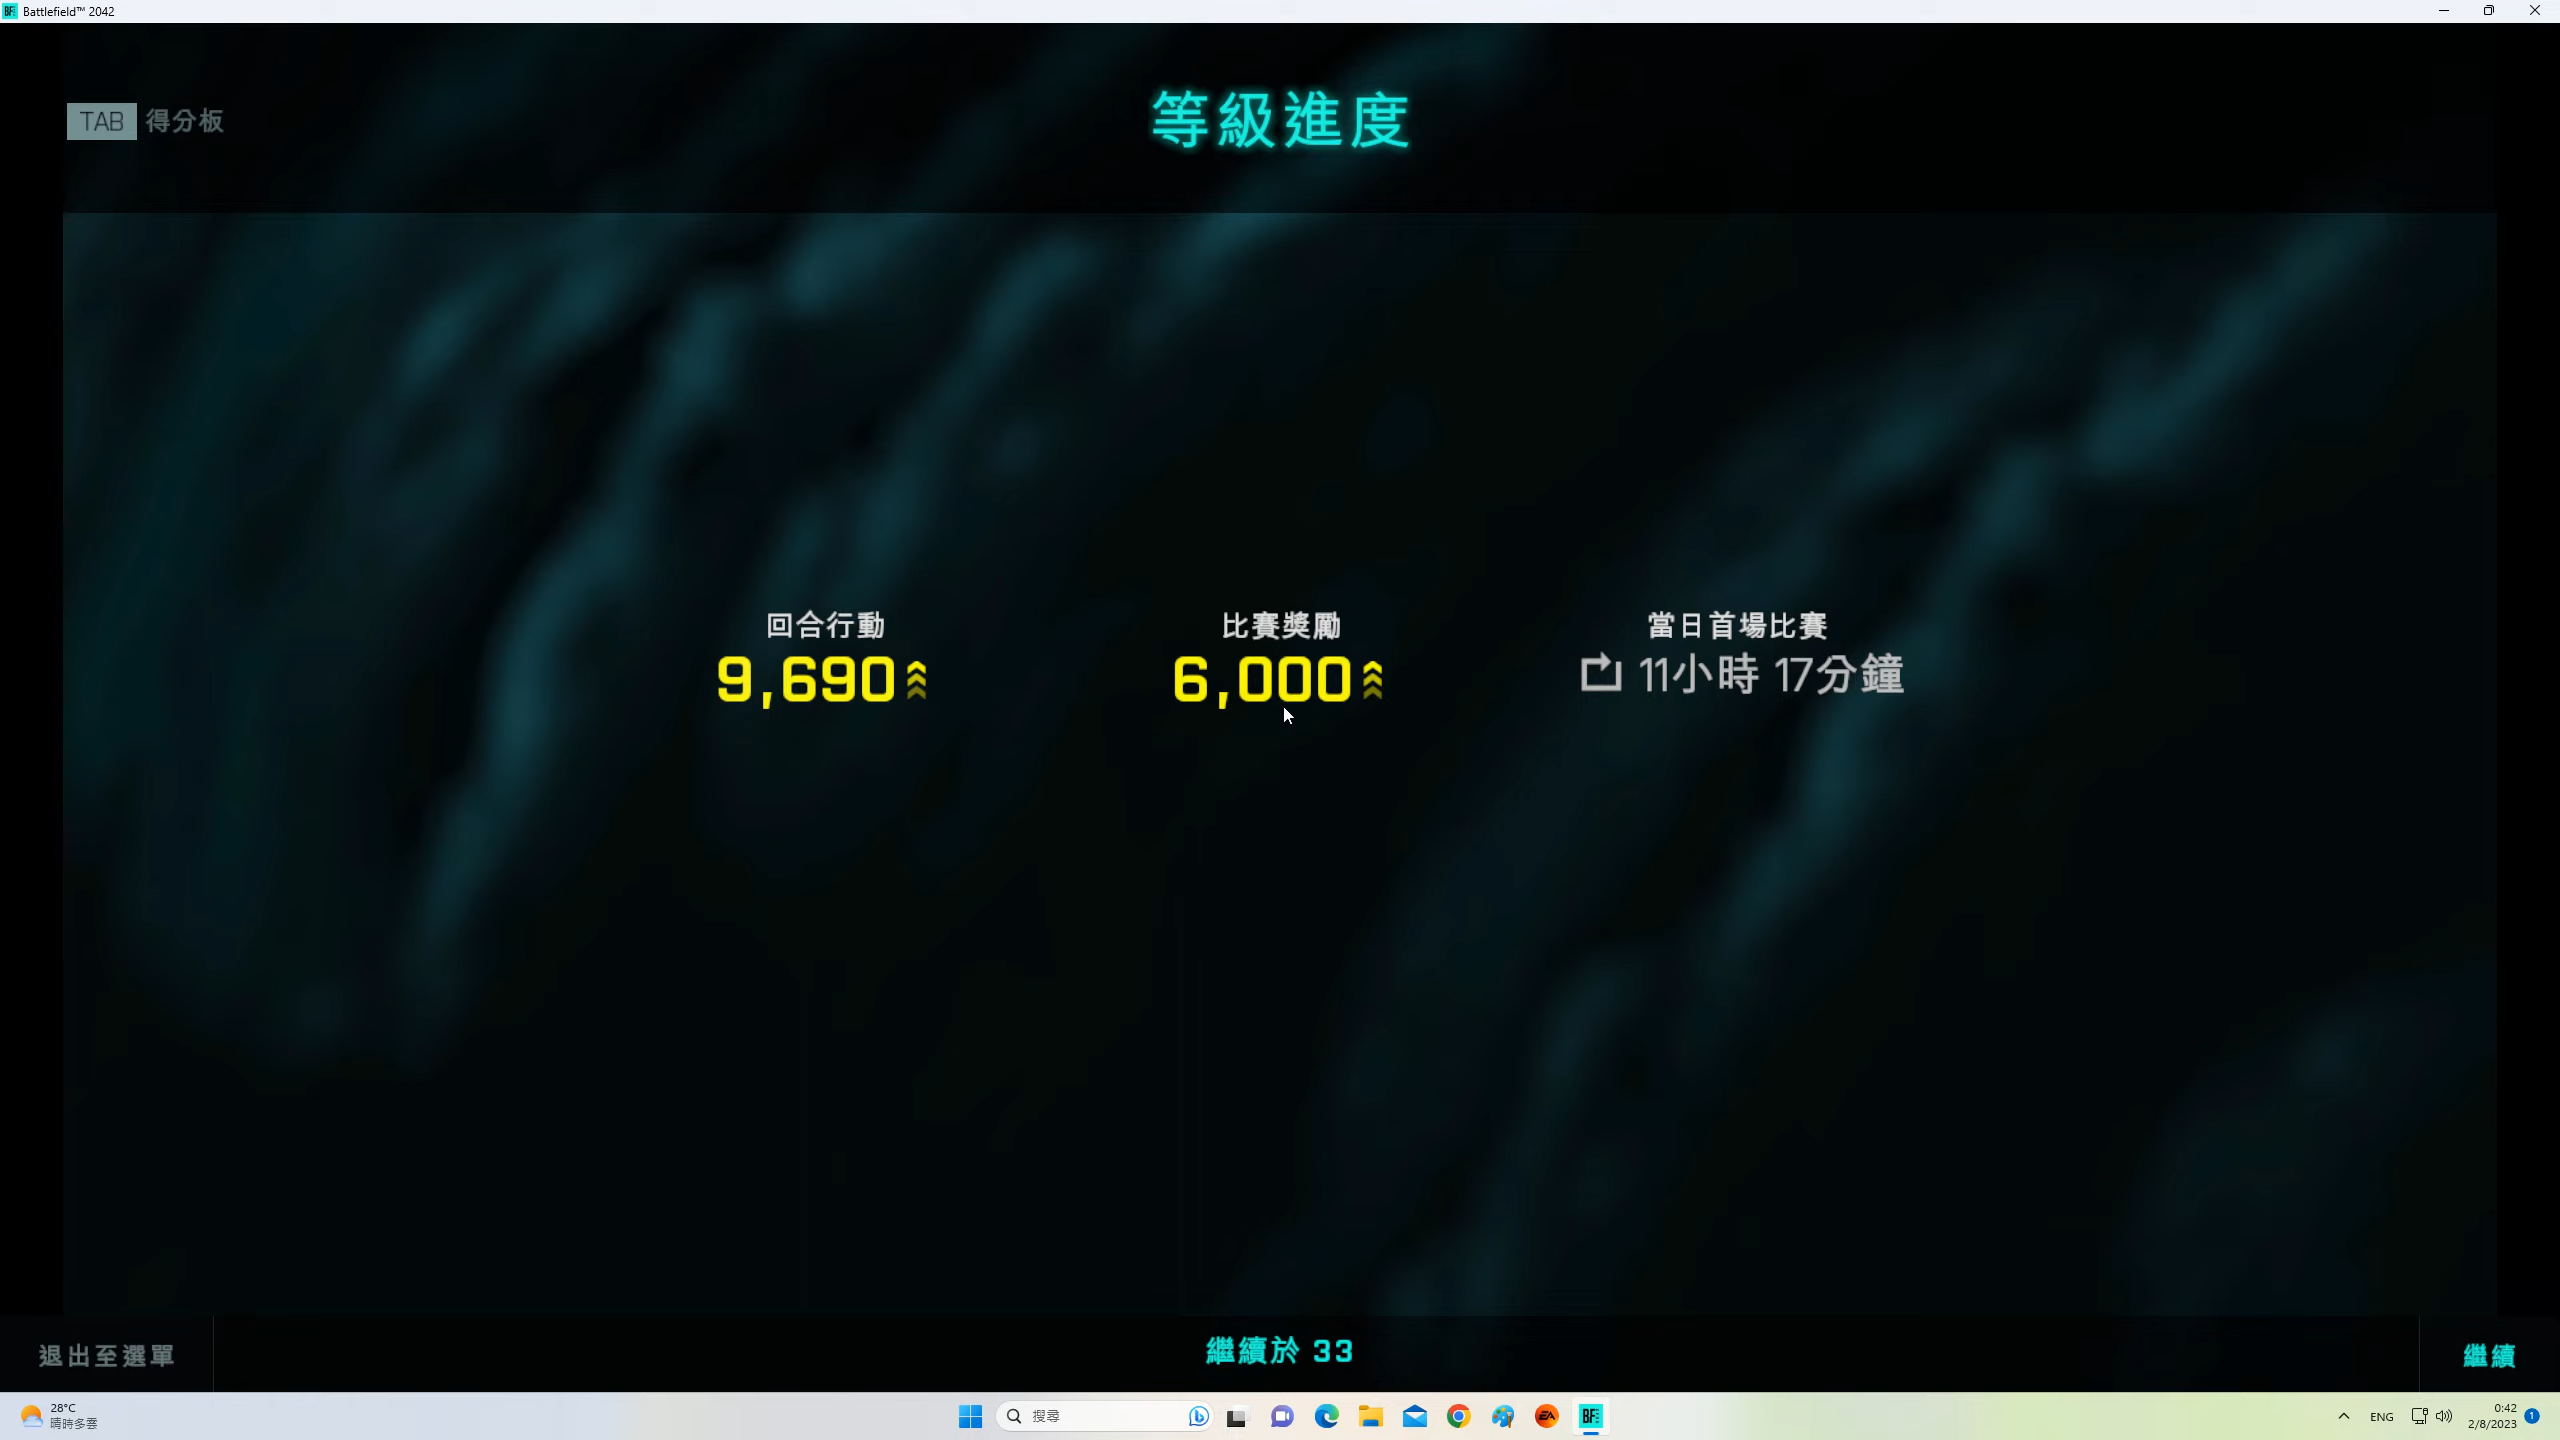 Battlefield™ 2042
TAB 得分板
等級進度
回合行動
9,690
比賽獎勵
6,000
當日首場比賽
11小時 17分鐘
退出至選單
繼續於 33
繼續
28°C
晴時多雲
搜尋
EA
BF
ENG
0:42
2/8/2023
1